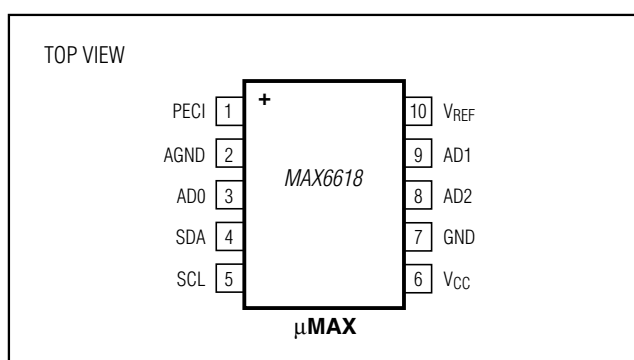 TOP VIEW
PECI 1 + 10 VREF
AGND 2 9 AD1
MAX6618
AD0 3 8 AD2
SDA 4 7 GND
SCL 5 6 VCC
μMAX